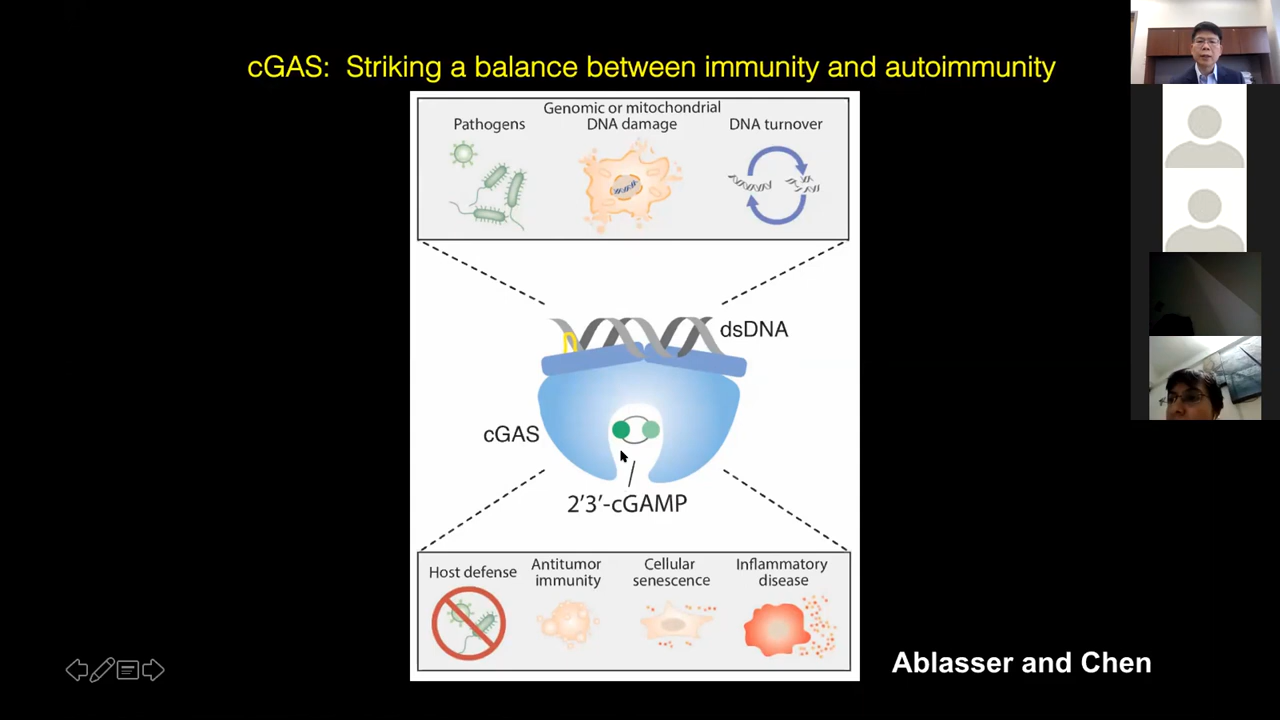 cGAS:  Striking a balance between immunity and autoimmunity
Pathogens
Genomic or mitochondrial
DNA damage
DNA turnover
dsDNA
cGAS
2'3'-cGAMP
Host defense
Antitumor
immunity
Cellular
senescence
Inflammatory
disease
Ablasser and Chen